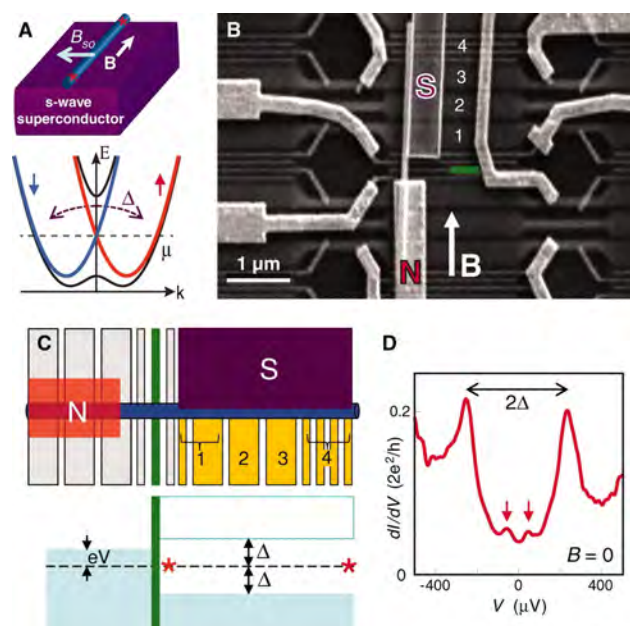 A
B_so
B
s-wave
superconductor
E
Δ
μ
k
B
S
4
3
2
1
N
B
1 μm
C
N
S
1
2
3
4
eV
Δ
Δ
* *
D
2Δ
0.2
dI/dV (2e²/h)
0
B = 0
-400 0 400
V (μV)